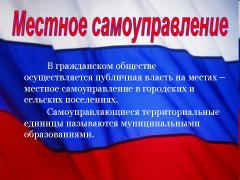 Местное самоуправление
В гражданском обществе
осуществляется публичная власть на местах –
местное самоуправление в городских и
сельских поселениях.
Самоуправляющиеся территориальные
единицы называются муниципальными
образованиями.